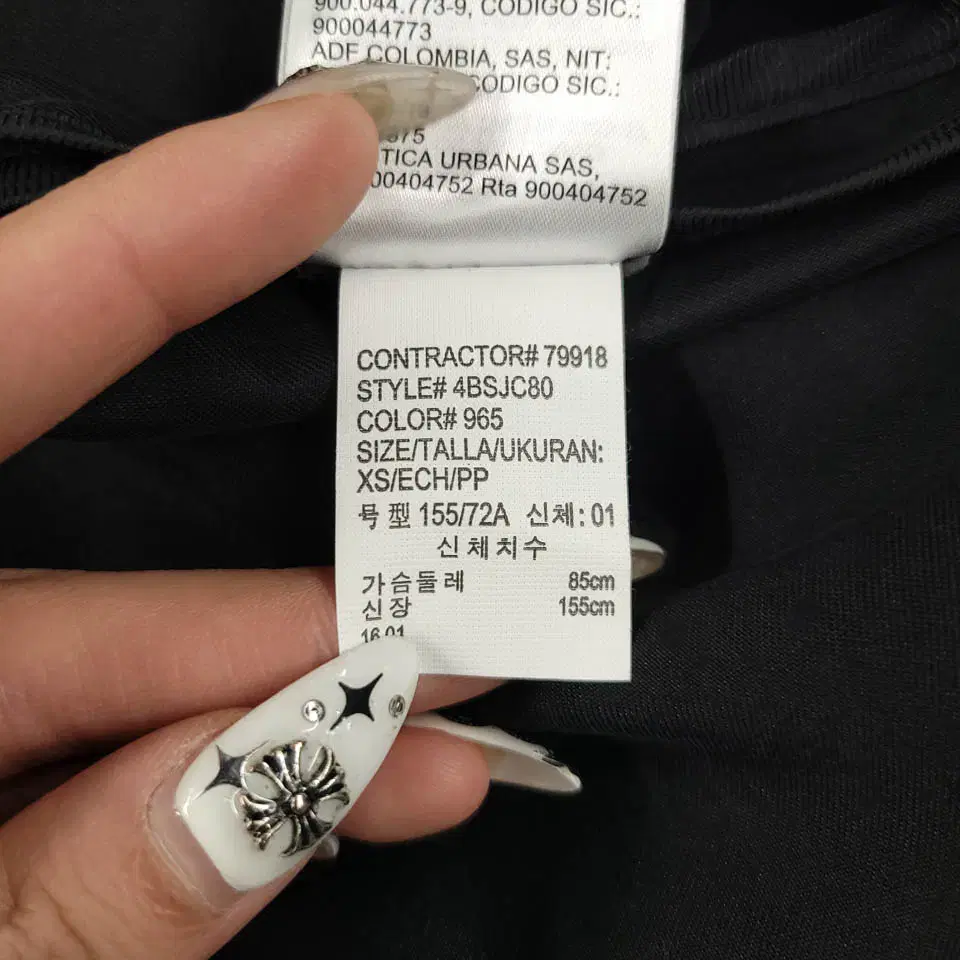 900.044.773-9, CODIGO SIC.:
900044773
ADF COLOMBIA, SAS, NIT:
CODIGO SIC.:
TICA URBANA SAS,
00404752 Rta 900404752
CONTRACTOR# 79918
STYLE# 4BSJC80
COLOR# 965
SIZE/TALLA/UKURAN:
XS/ECH/PP
号型 155/72A 신체: 01
신체치수
가슴둘레 85cm
신장 155cm
16.01